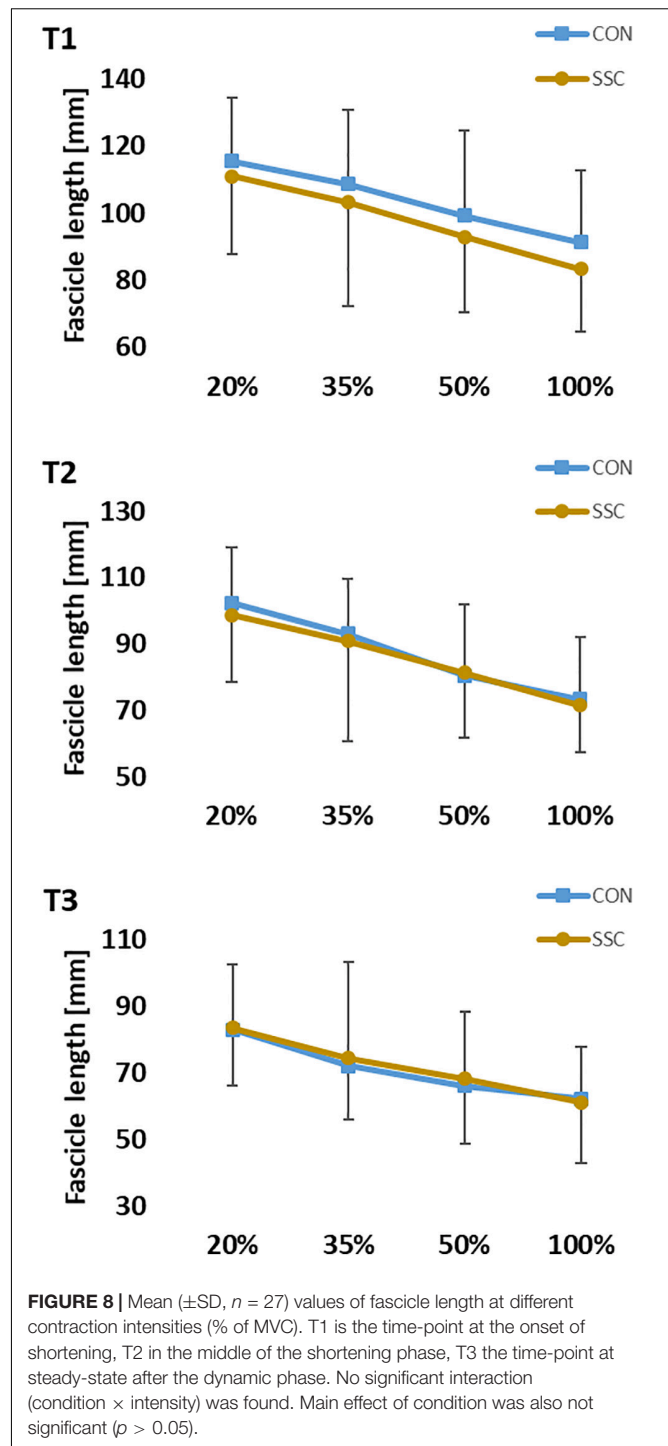 T1
CON
SSC
Fascicle length [mm]
140
120
100
80
60
20% 35% 50% 100%
T2
CON
SSC
Fascicle length [mm]
130
110
90
70
50
20% 35% 50% 100%
T3
CON
SSC
Fascicle length [mm]
110
90
70
50
30
20% 35% 50% 100%
FIGURE 8 | Mean (±SD, n = 27) values of fascicle length at different
contraction intensities (% of MVC). T1 is the time-point at the onset of
shortening, T2 in the middle of the shortening phase, T3 the time-point at
steady-state after the dynamic phase. No significant interaction
(condition × intensity) was found. Main effect of condition was also not
significant (p > 0.05).